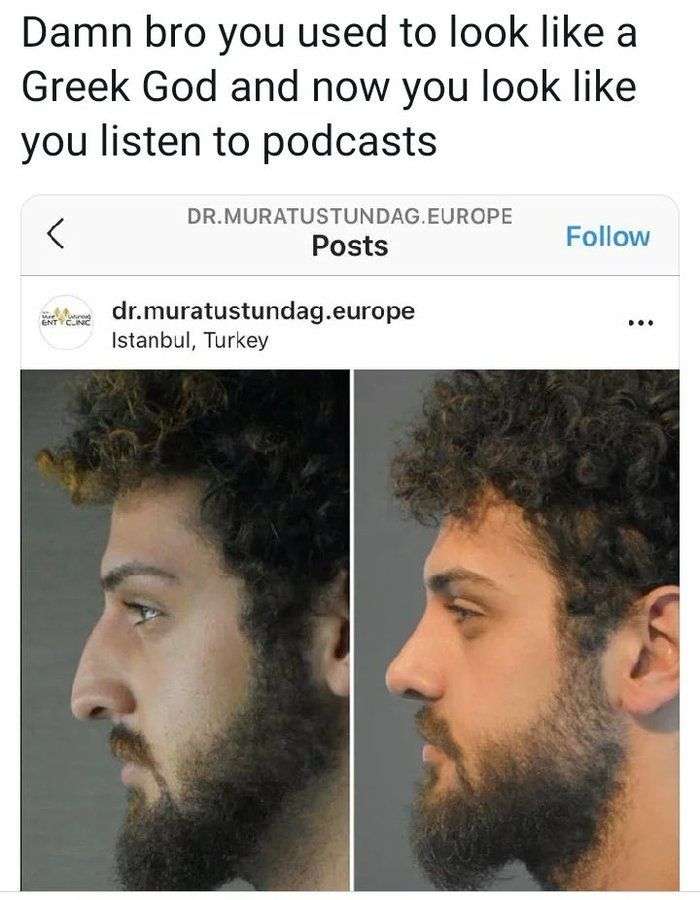 Damn bro you used to look like a
Greek God and now you look like
you listen to podcasts
DR.MURATUSTUNDAG.EUROPE
Posts
Follow
dr.muratustundag.europe
Istanbul, Turkey
ENT CLINIC